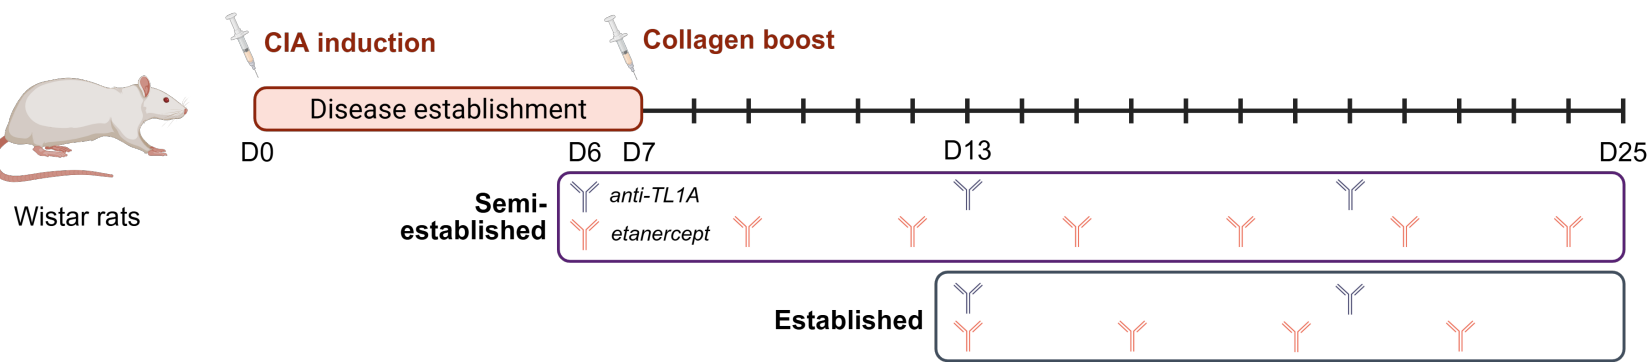 CIA induction
Collagen boost
Disease establishment
D0
D6
D7
D13
D25
Wistar rats
Semi-
established
anti-TL1A
etanercept
Established